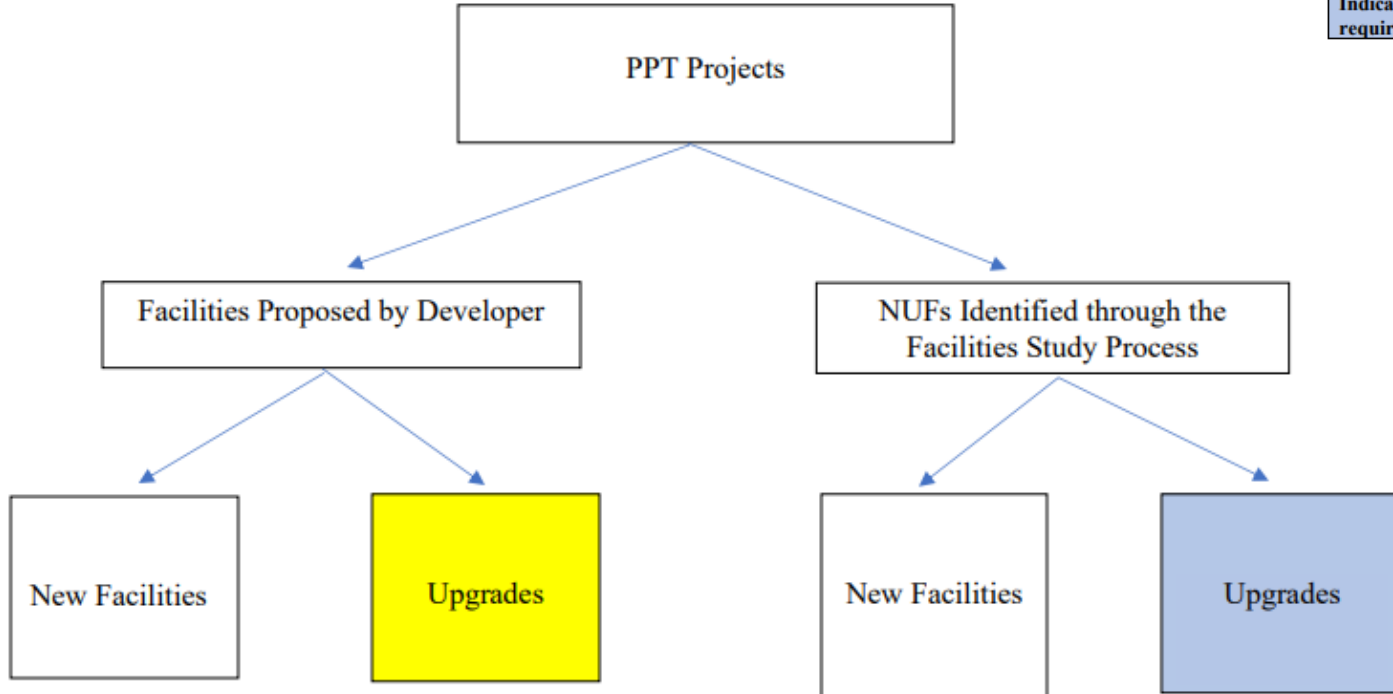 PPT Projects
Facilities Proposed by Developer
NUFs Identified through the
Facilities Study Process
New Facilities
Upgrades
New Facilities
Upgrades